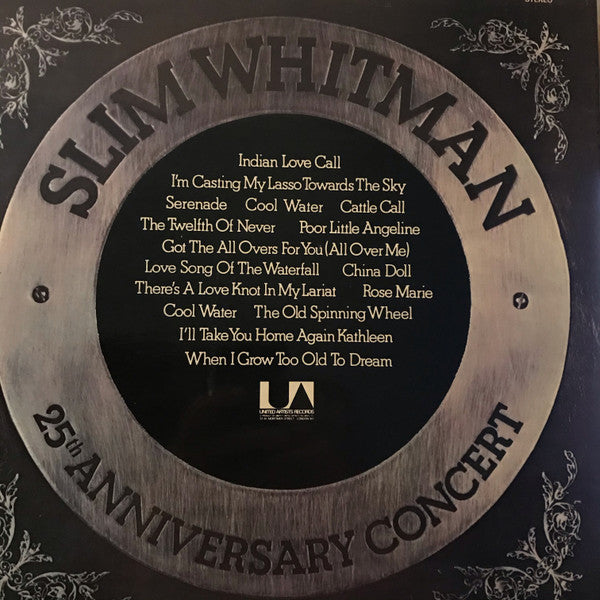 STEREO
SLIM WHITMAN
Indian Love Call
I'm Casting My Lasso Towards The Sky
Serenade Cool Water Cattle Call
The Twelfth Of Never Poor Little Angeline
Got The All Overs For You (All Over Me)
Love Song Of The Waterfall China Doll
There's A Love Knot In My Lariat Rose Marie
Cool Water The Old Spinning Wheel
I'll Take You Home Again Kathleen
When I Grow Too Old To Dream
UA
UNITED ARTISTS RECORDS
25th ANNIVERSARY CONCERT